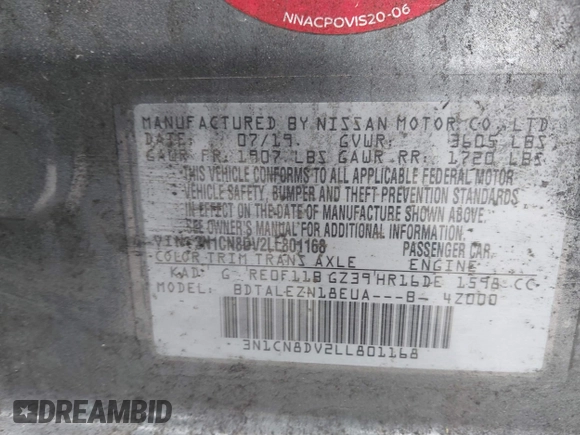 NNACPOVIS20-06
MANUFACTURED BY NISSAN MOTOR CO., LTD.
DATE: 07/19. GVWR: 3605 LBS
GAWR FR: 1907 LBS GAWR RR: 1720 LBS
THIS VEHICLE CONFORMS TO ALL APPLICABLE FEDERAL MOTOR
VEHICLE SAFETY, BUMPER AND THEFT PREVENTION STANDARDS
IN EFFECT ON THE DATE OF MANUFACTURE SHOWN ABOVE.
SEE OWNER'S MANUAL FOR ADDITIONAL INFORMATION.
VIN: 3N1CN8DV2LL801168 PASSENGER CAR
COLOR TRIM TRANS AXLE ENGINE
KAD G RE0F11B GZ39 HR16DE 1598 CC
BDTALEZN18EUA---B- 4Z000
3N1CN8DV2LL801168
DREAMBID